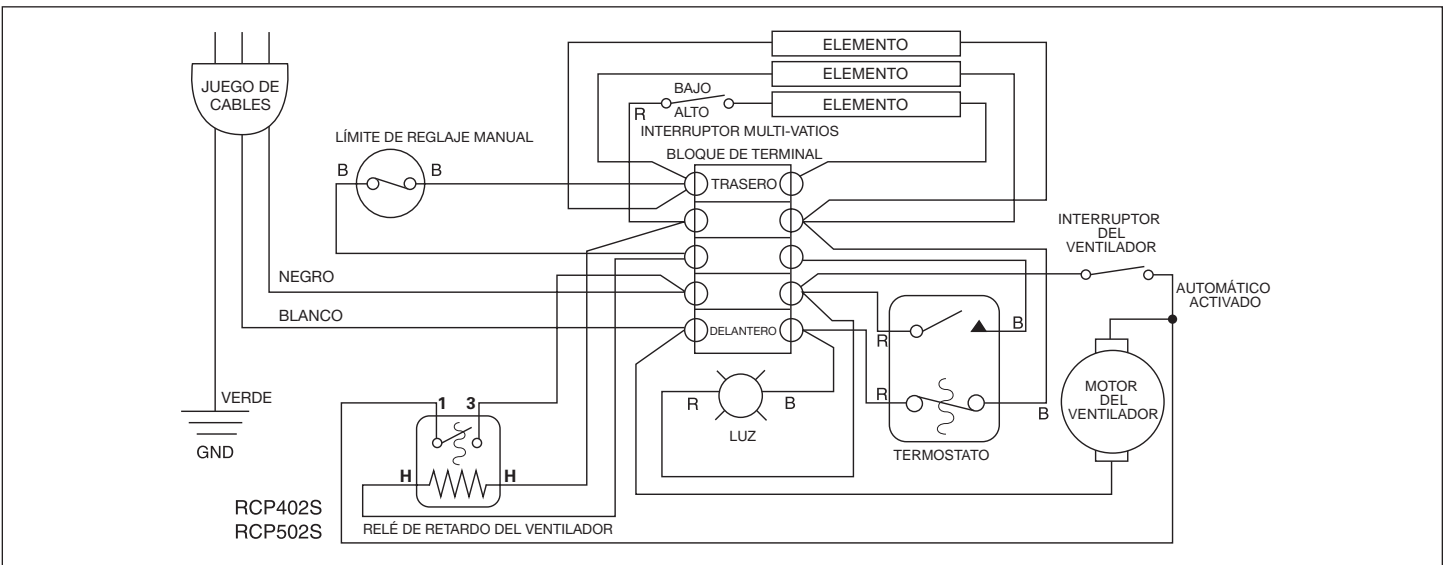 JUEGO DE
CABLES
LÍMITE DE REGLAJE MANUAL
B
B
ELEMENTO
ELEMENTO
ELEMENTO
BAJO
ALTO
R
INTERRUPTOR MULTI-VATIOS
BLOQUE DE TERMINAL
TRASERO
DELANTERO
INTERRUPTOR
DEL
VENTILADOR
AUTOMÁTICO
ACTIVADO
NEGRO
BLANCO
VERDE
GND
1 3
H
H
RELÉ DE RETARDO DEL VENTILADOR
RCP402S
RCP502S
R
B
LUZ
R
B
R
B
TERMOSTATO
MOTOR
DEL
VENTILADOR